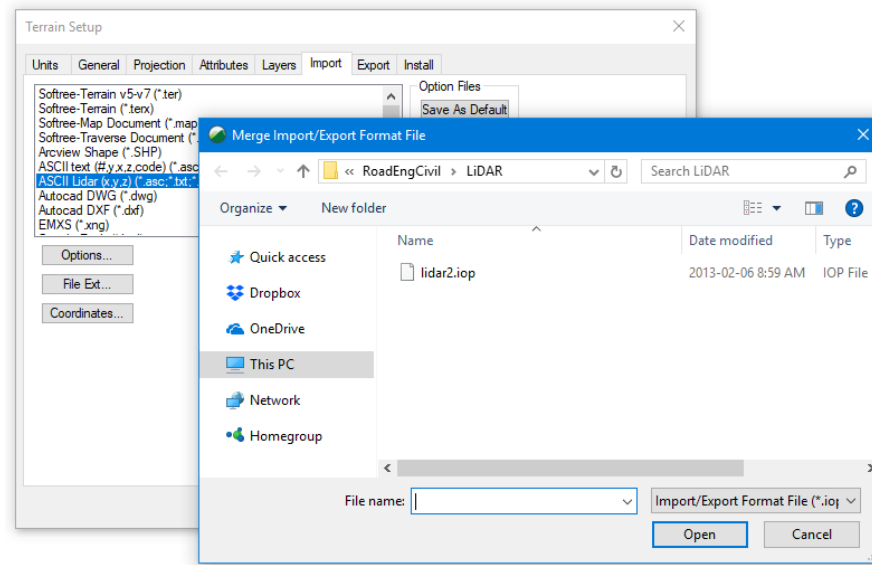 Terrain Setup
Units General Projection Attributes Layers Import Export Install
Softree-Terrain v5-v7 (*.ter)
Softree-Terrain (*.terx)
Softree-Map Document (*.map
Softree-Traverse Document (*.
Arcview Shape (*.SHP)
ASCII text (#,y,x,z,code) (*.asc
ASCII Lidar (x,y,z) (*.asc;*.txt;*.
Autocad DWG (*.dwg)
Autocad DXF (*.dxf)
EMXS (*.xng)
Option Files
Save As Default
Options...
File Ext...
Coordinates...
Merge Import/Export Format File
« RoadEngCivil › LiDAR
Search LiDAR
Organize New folder
Name Date modified Type
Quick access
Dropbox
OneDrive
This PC
Network
Homegroup
lidar2.iop 2013-02-06 8:59 AM IOP File
File name:
Import/Export Format File (*.iop
Open Cancel